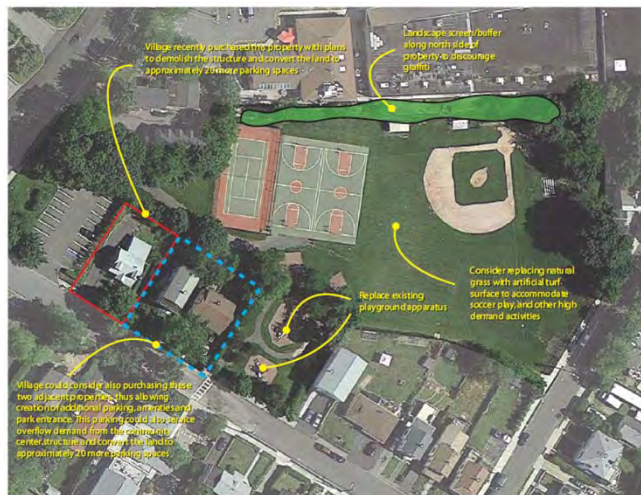 Village recently purchased this property with plans
to demolish the structure and convert the land to
approximately 20 more parking spaces
Landscape screen/buffer
along north side of
property to discourage
graffiti
Consider replacing natural
grass with artificial turf
surface to accommodate
soccer play, and other high
demand activities
Replace existing
playground apparatus
Village could consider also purchasing these
two adjacent properties, thus allowing
creation of additional parking, amenities and
park entrance. This parking could also service
overflow demand from the community
center.structure and convert the land to
approximately 20 more parking spaces